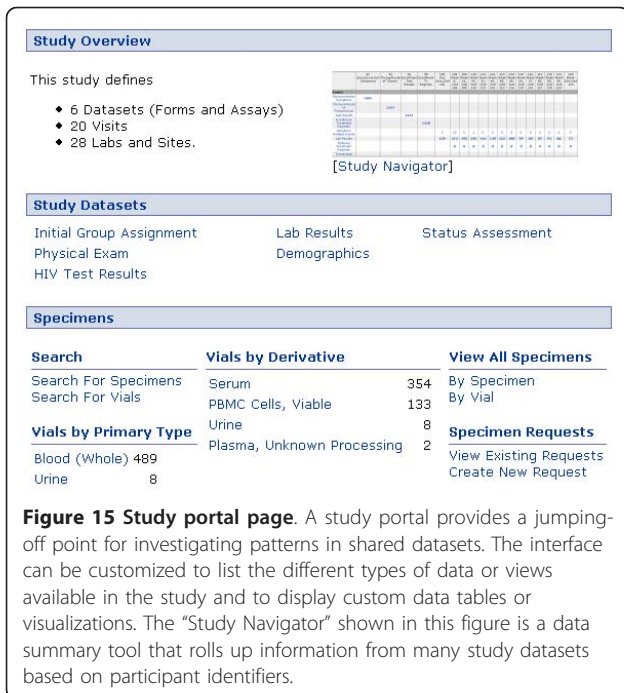 Study Overview
This study defines
♦ 6 Datasets (Forms and Assays)
♦ 20 Visits
♦ 28 Labs and Sites.
[Study Navigator]
Study Datasets
Initial Group Assignment Lab Results Status Assessment
Physical Exam Demographics
HIV Test Results
Specimens
Search
Search For Specimens
Search For Vials
Vials by Primary Type
Blood (Whole) 489
Urine 8
Vials by Derivative
Serum 354
PBMC Cells, Viable 133
Urine 8
Plasma, Unknown Processing 2
View All Specimens
By Specimen
By Vial
Specimen Requests
View Existing Requests
Create New Request
Figure 15 Study portal page. A study portal provides a jumping-
off point for investigating patterns in shared datasets. The interface
can be customized to list the different types of data or views
available in the study and to display custom data tables or
visualizations. The “Study Navigator” shown in this figure is a data
summary tool that rolls up information from many study datasets
based on participant identifiers.